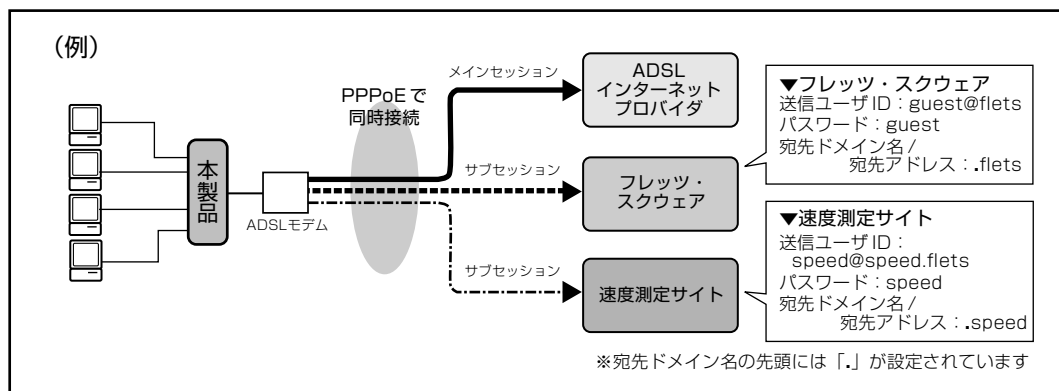 （例）
メインセッション
ADSL
インターネット
プロバイダ
PPPoEで
同時接続
▼フレッツ・スクウェア
送信ユーザID：guest@flets
パスワード：guest
宛先ドメイン名/
宛先アドレス：.flets
本製品
ADSLモデム
サブセッション
フレッツ・
スクウェア
▼速度測定サイト
送信ユーザID：
speed@speed.flets
パスワード：speed
宛先ドメイン名/
宛先アドレス：.speed
サブセッション
速度測定サイト
※宛先ドメイン名の先頭には「.」が設定されています